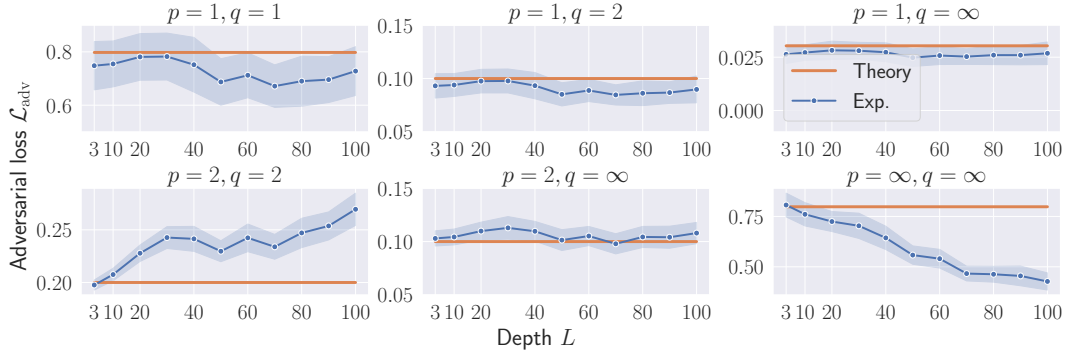 p = 1, q = 1
p = 1, q = 2
p = 1, q = ∞
Adversarial loss ℒadv
0.8
0.6
3 10 20 40 60 80 100
0.10
0.05
3 10 20 40 60 80 100
0.025
0.000
Theory
Exp.
3 10 20 40 60 80 100
p = 2, q = 2
p = 2, q = ∞
p = ∞, q = ∞
0.25
0.20
3 10 20 40 60 80 100
0.15
0.10
0.05
3 10 20 40 60 80 100
0.75
0.50
3 10 20 40 60 80 100
Depth L